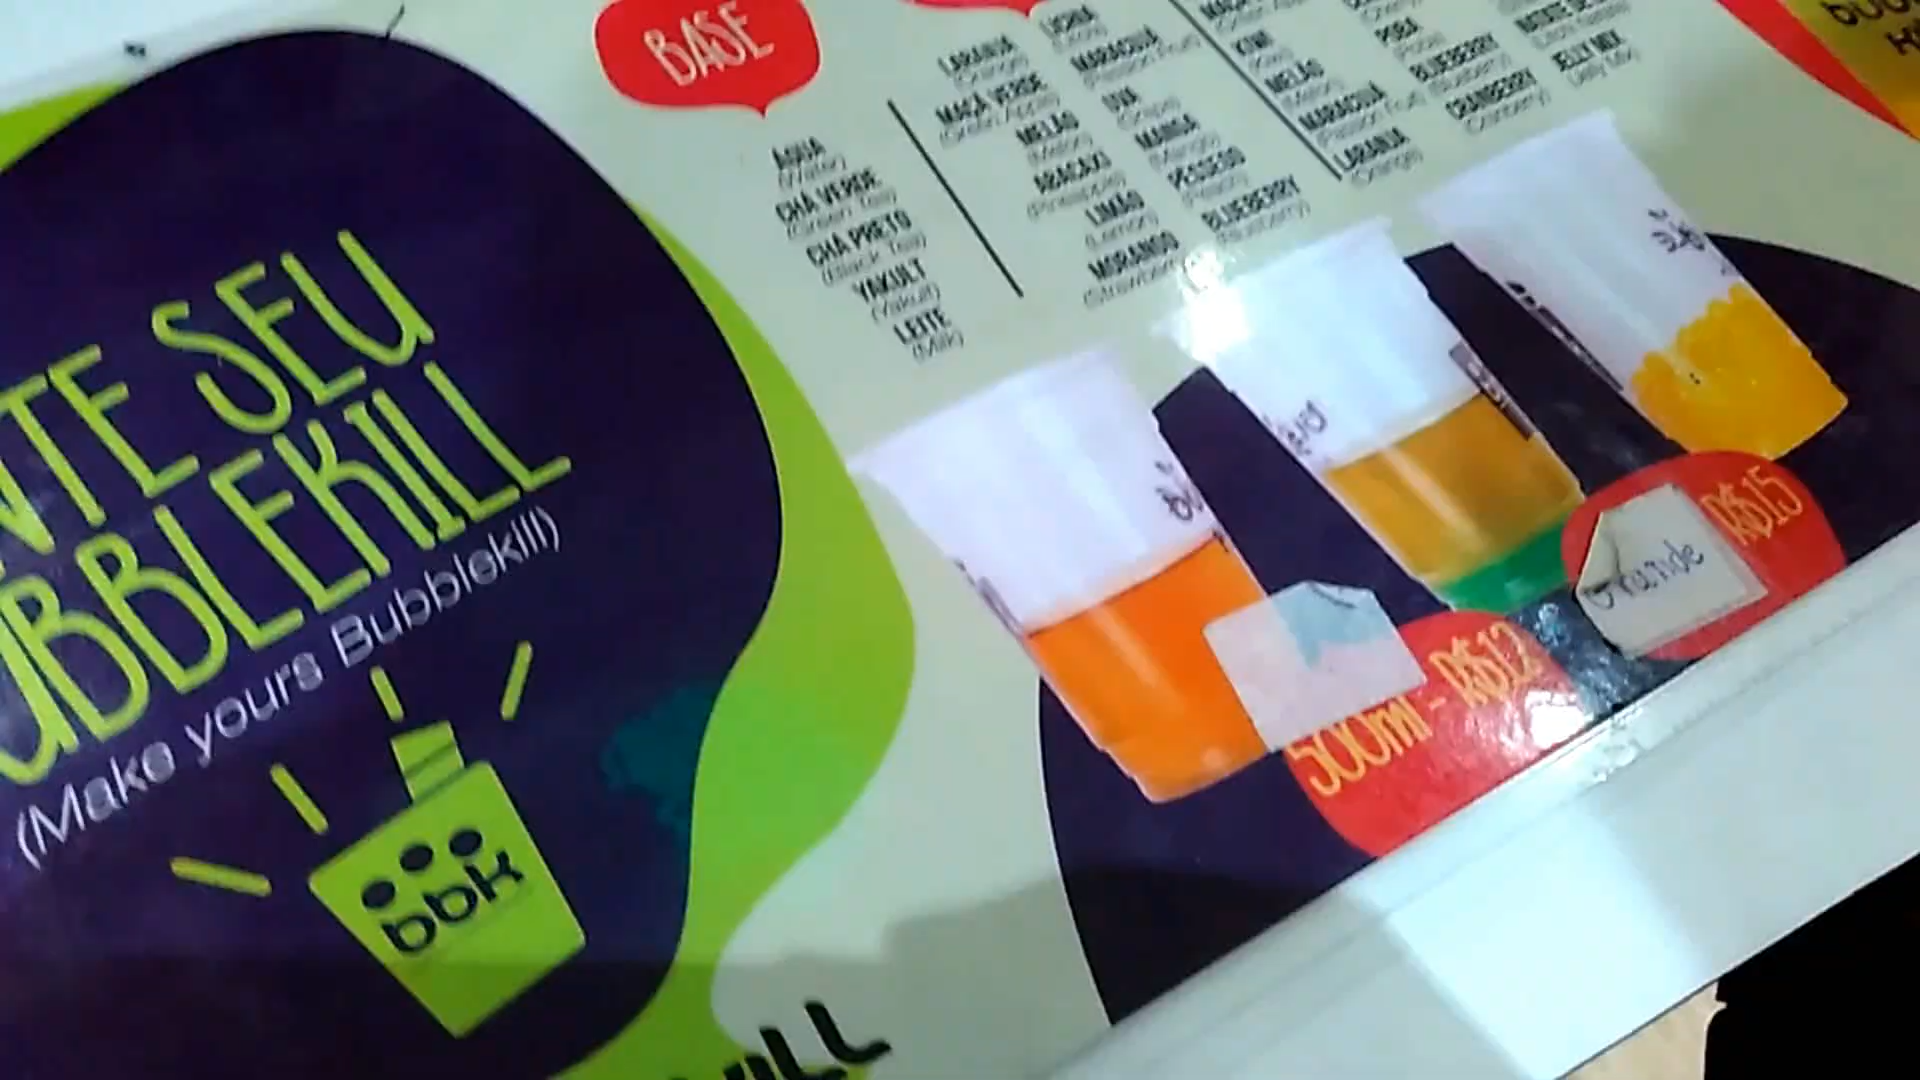 NTE SEU
UBBLEKILL
(Make yours Bubblekill)
bbk
BASE
ÁGUA
(Water)
CHÁ VERDE
(Green Tea)
CHÁ PRETO
(Black Tea)
YAKULT
(Yakult)
LEITE
(Milk)
LARANJA
(Orange)
MAÇÃ VERDE
(Green Apple)
MELÃO
(Melon)
ABACAXI
(Pineapple)
LIMÃO
(Lemon)
MORANGO
(Strawberry)
LICHIA
MARACUJÁ
(Passion Fruit)
UVA
(Grape)
MANGA
(Mango)
PÊSSEGO
(Peach)
BLUEBERRY
(Blueberry)
KIWI
(Kiwi)
MELÃO
(Melon)
MARACUJÁ
(Passion Fruit)
LARANJA
(Orange)
BLUEBERRY
(Blueberry)
CRANBERRY
(Cranberry)
JELLY MIX
(Jelly Mix)
500ml - R$12
Grande
R$15